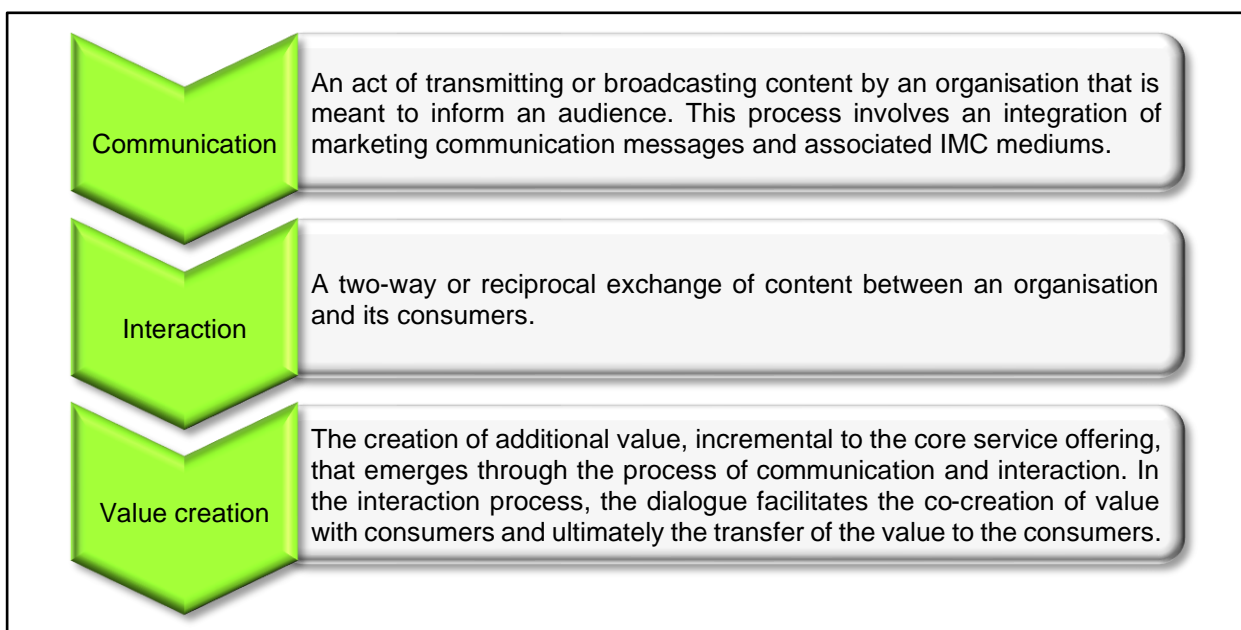 Communication
An act of transmitting or broadcasting content by an organisation that is
meant to inform an audience. This process involves an integration of
marketing communication messages and associated IMC mediums.
Interaction
A two-way or reciprocal exchange of content between an organisation
and its consumers.
Value creation
The creation of additional value, incremental to the core service offering,
that emerges through the process of communication and interaction. In
the interaction process, the dialogue facilitates the co-creation of value
with consumers and ultimately the transfer of the value to the consumers.